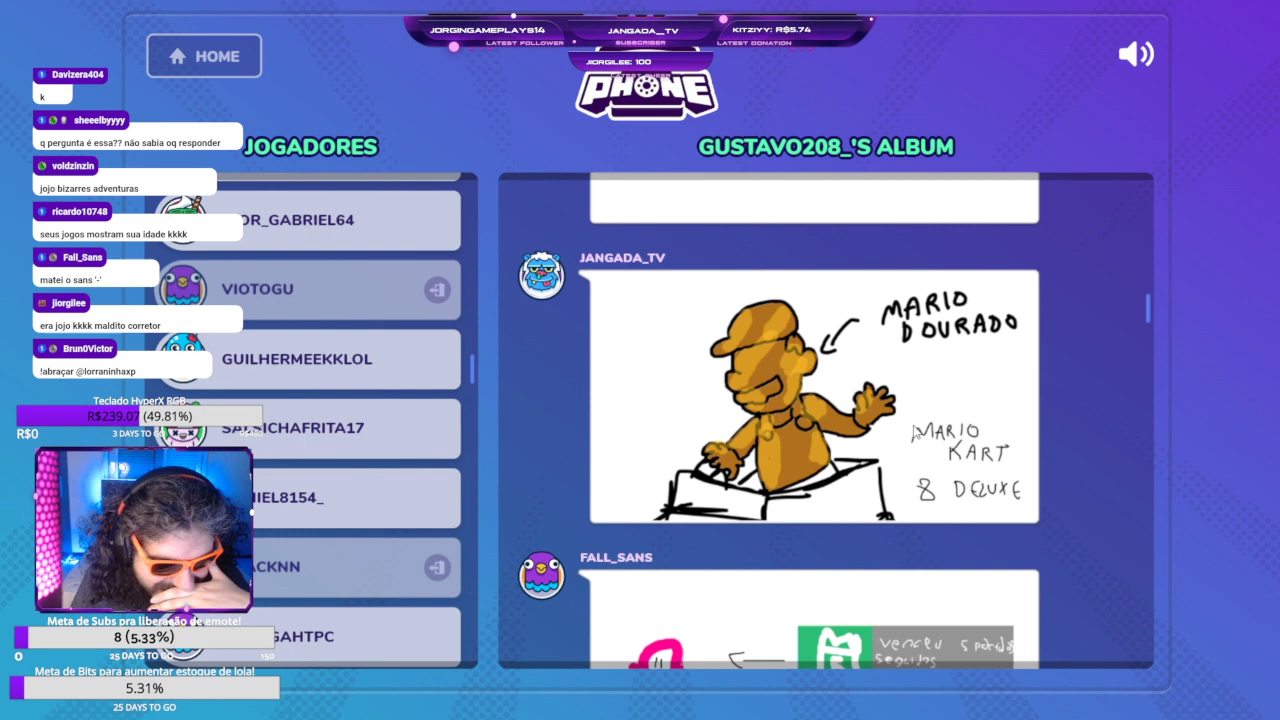 JORGINGAMEPLAYS14
LATEST FOLLOWER
JANGADA__TV
SUBSCRIBER
KITZIYY: R$5.74
LATEST DONATION
JIORGILEE: 100
PHONE
HOME
Davizera404
k
sheeelbyyyy
q pergunta é essa?? não sabia oq responder
voldzinzin
jojo bizarres adventuras
ricardo10748
seus jogos mostram sua idade kkkk
Fall_Sans
matei o sans '-'
jiorgilee
era jojo kkkk maldito corretor
Brun0Victor
!abraçar @lorraninhaxp
Teclado HyperX RGB
R$239.07 (49.81%)
R$0
3 DAYS TO GO
Meta de Subs pra liberação de emote!
8 (5.33%)
0
25 DAYS TO GO
150
Meta de Bits para aumentar estoque de lola!
5.31%
25 DAYS TO GO
JOGADORES
OR_GABRIEL64
VIOTOGU
GUILHERMEEKKLOL
SALSICHAFRITA17
IEL8154_
ACKNN
GAHTPC
GUSTAVO208_'S ALBUM
JANGADA_TV
MARIO
DOURADO
MARIO
KART
8 DELUXE
FALL_SANS
venceu 5 partidas
seguidas